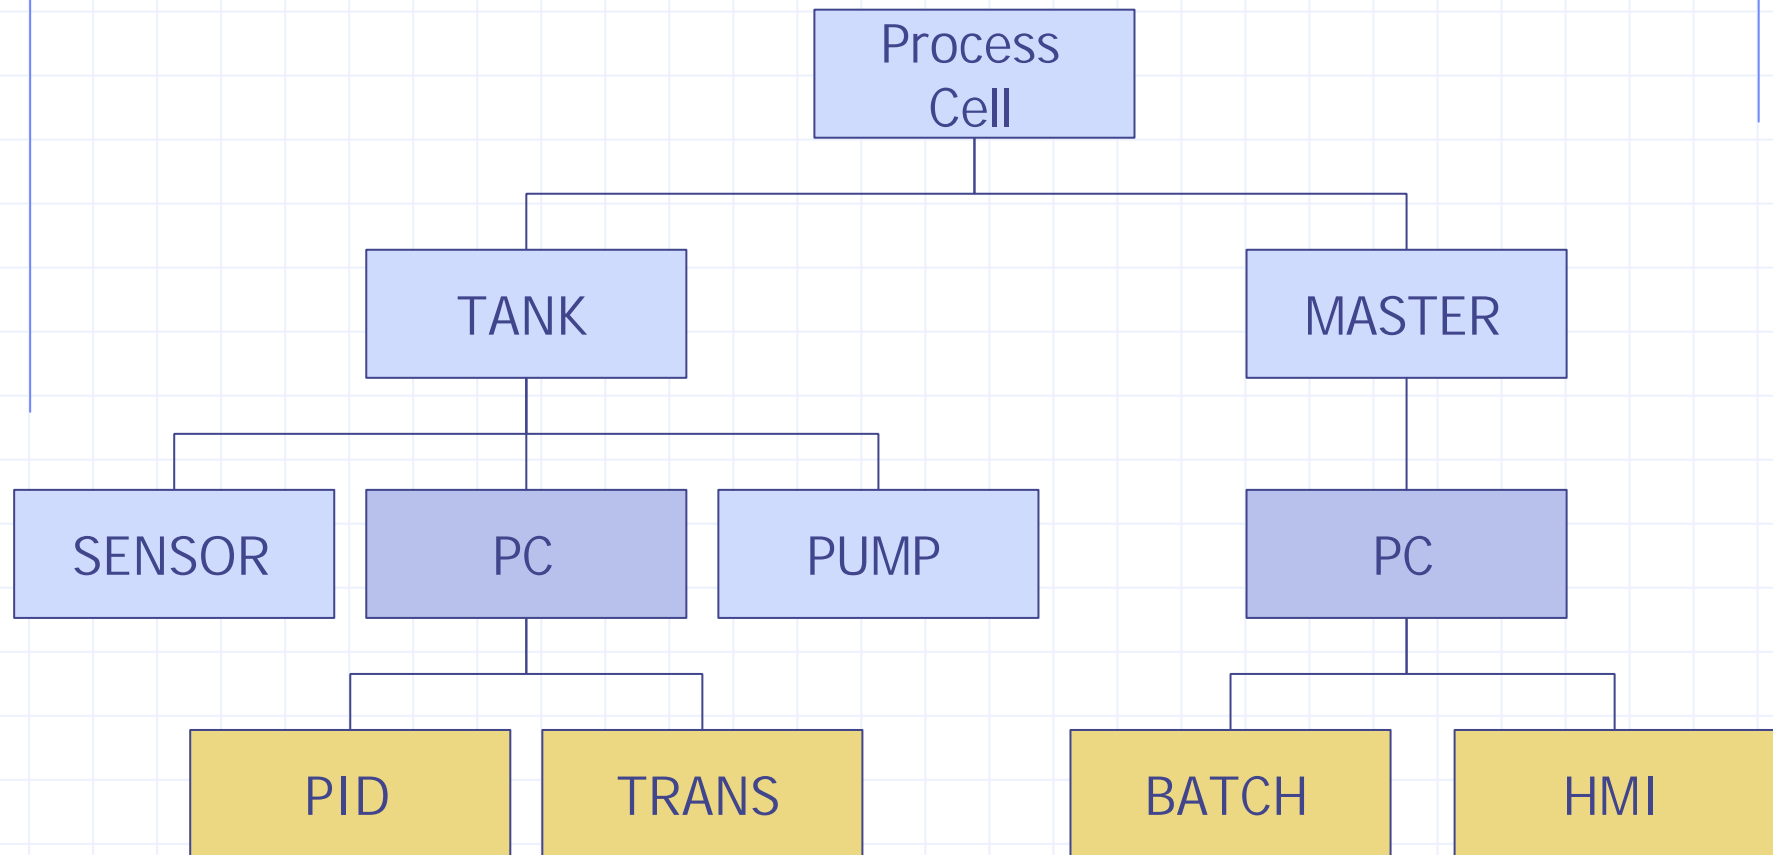 Process
Cell
TANK
MASTER
SENSOR
PC
PUMP
PC
PID
TRANS
BATCH
HMI